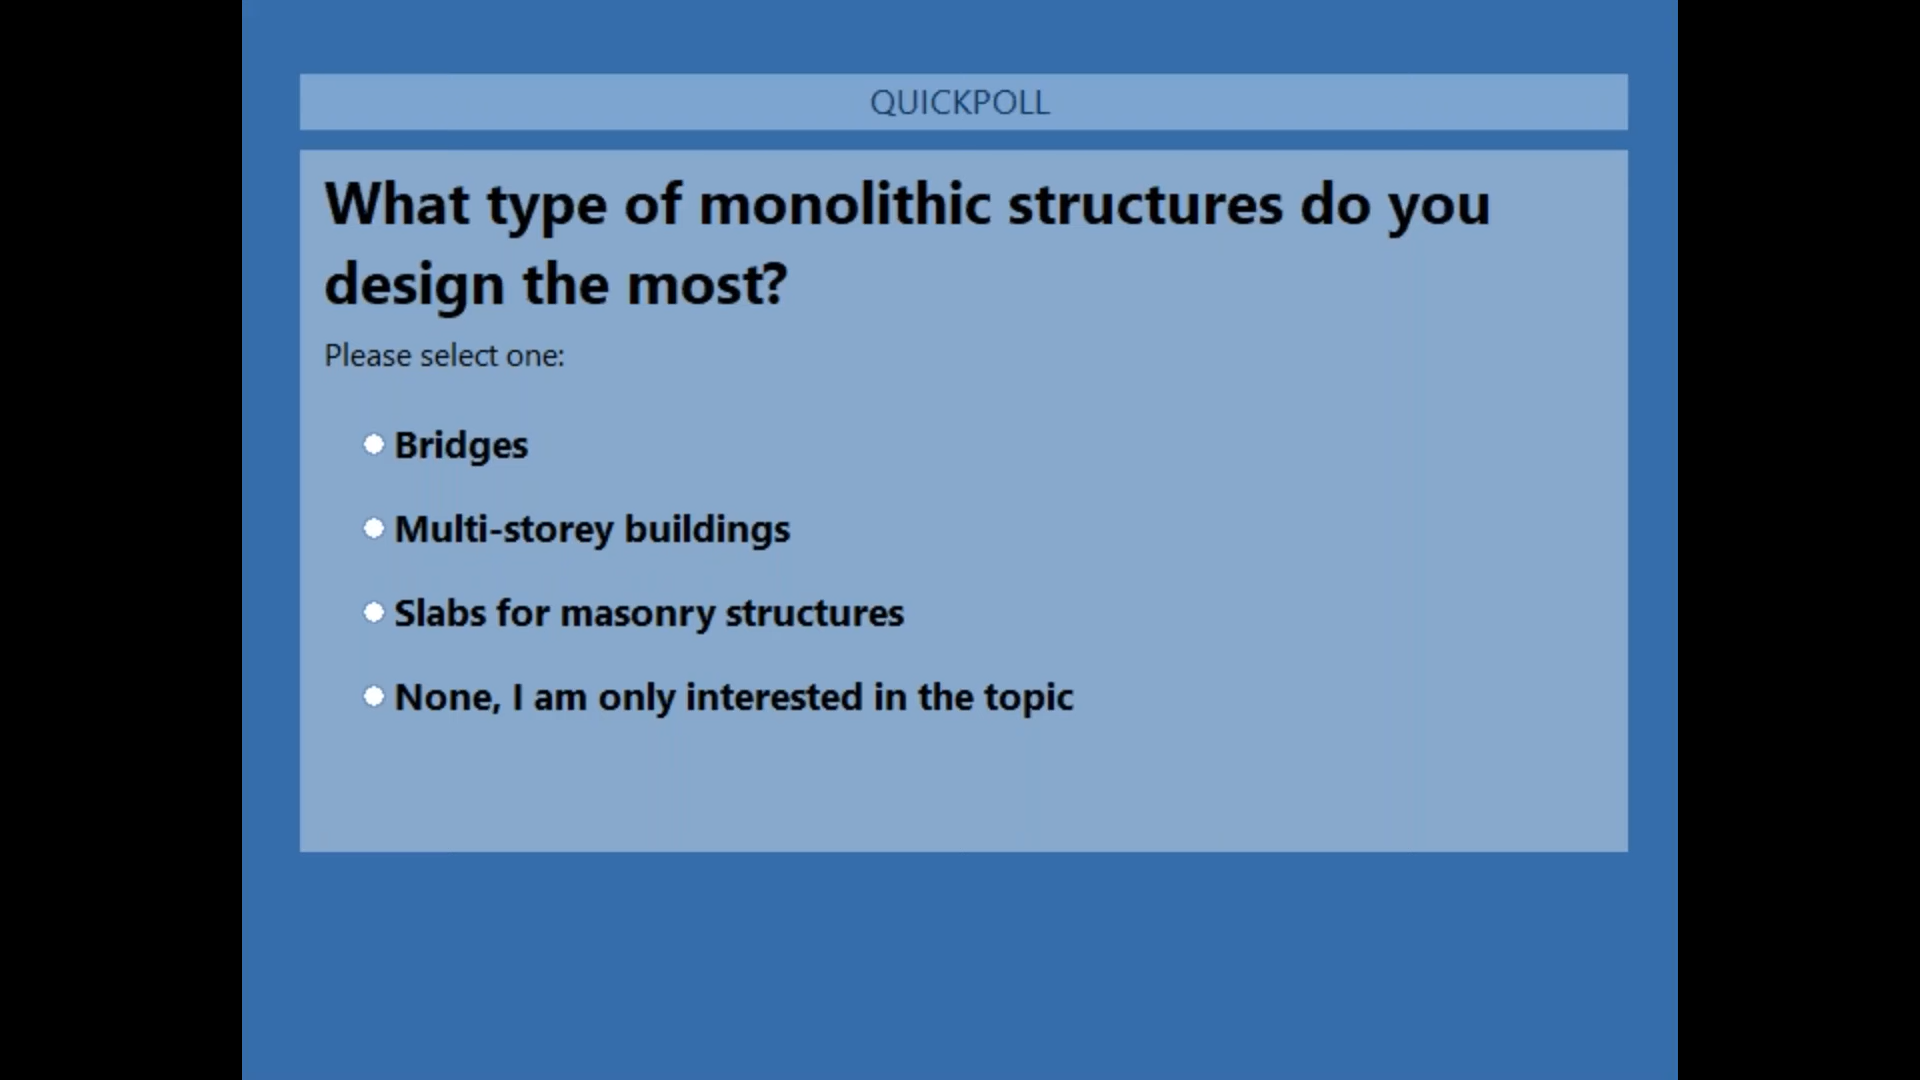 QUICKPOLL
What type of monolithic structures do you
design the most?
Please select one:
Bridges
Multi-storey buildings
Slabs for masonry structures
None, I am only interested in the topic